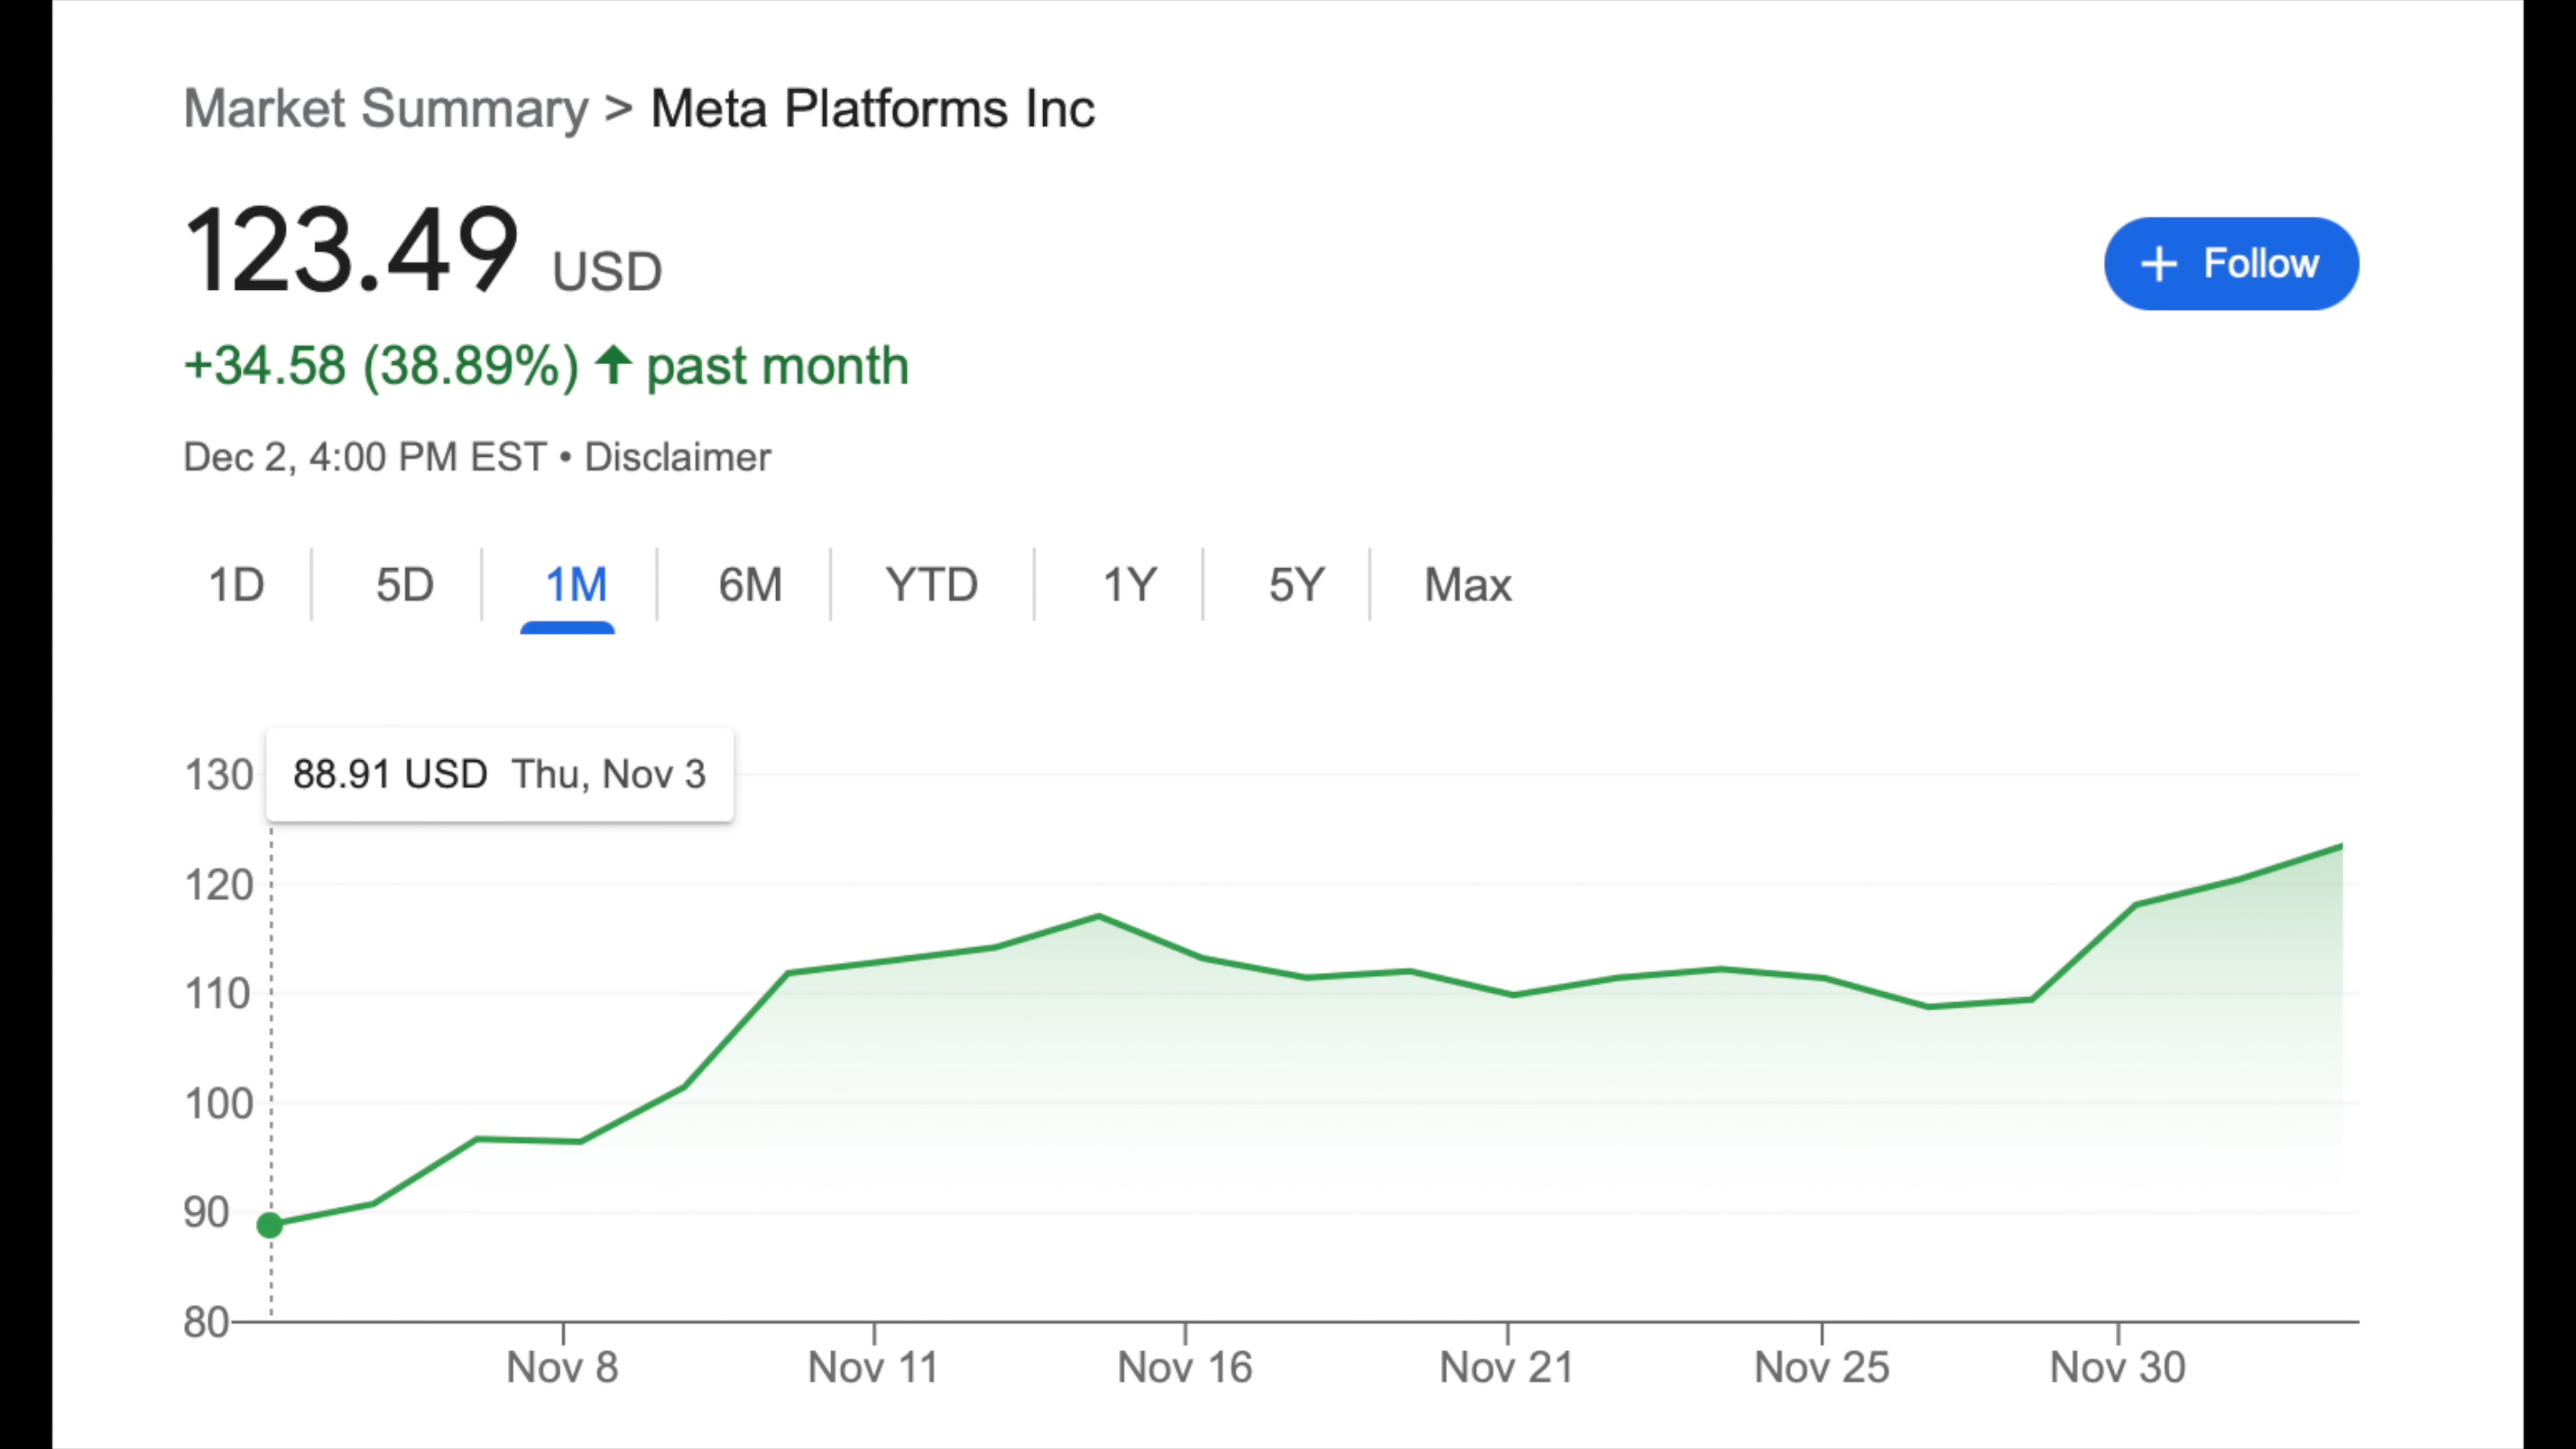 Market Summary > Meta Platforms Inc
123.49 USD
+ Follow
+34.58 (38.89%) ↑ past month
Dec 2, 4:00 PM EST • Disclaimer
1D 5D 1M 6M YTD 1Y 5Y Max
88.91 USD Thu, Nov 3
130
120
110
100
90
80
Nov 8 Nov 11 Nov 16 Nov 21 Nov 25 Nov 30